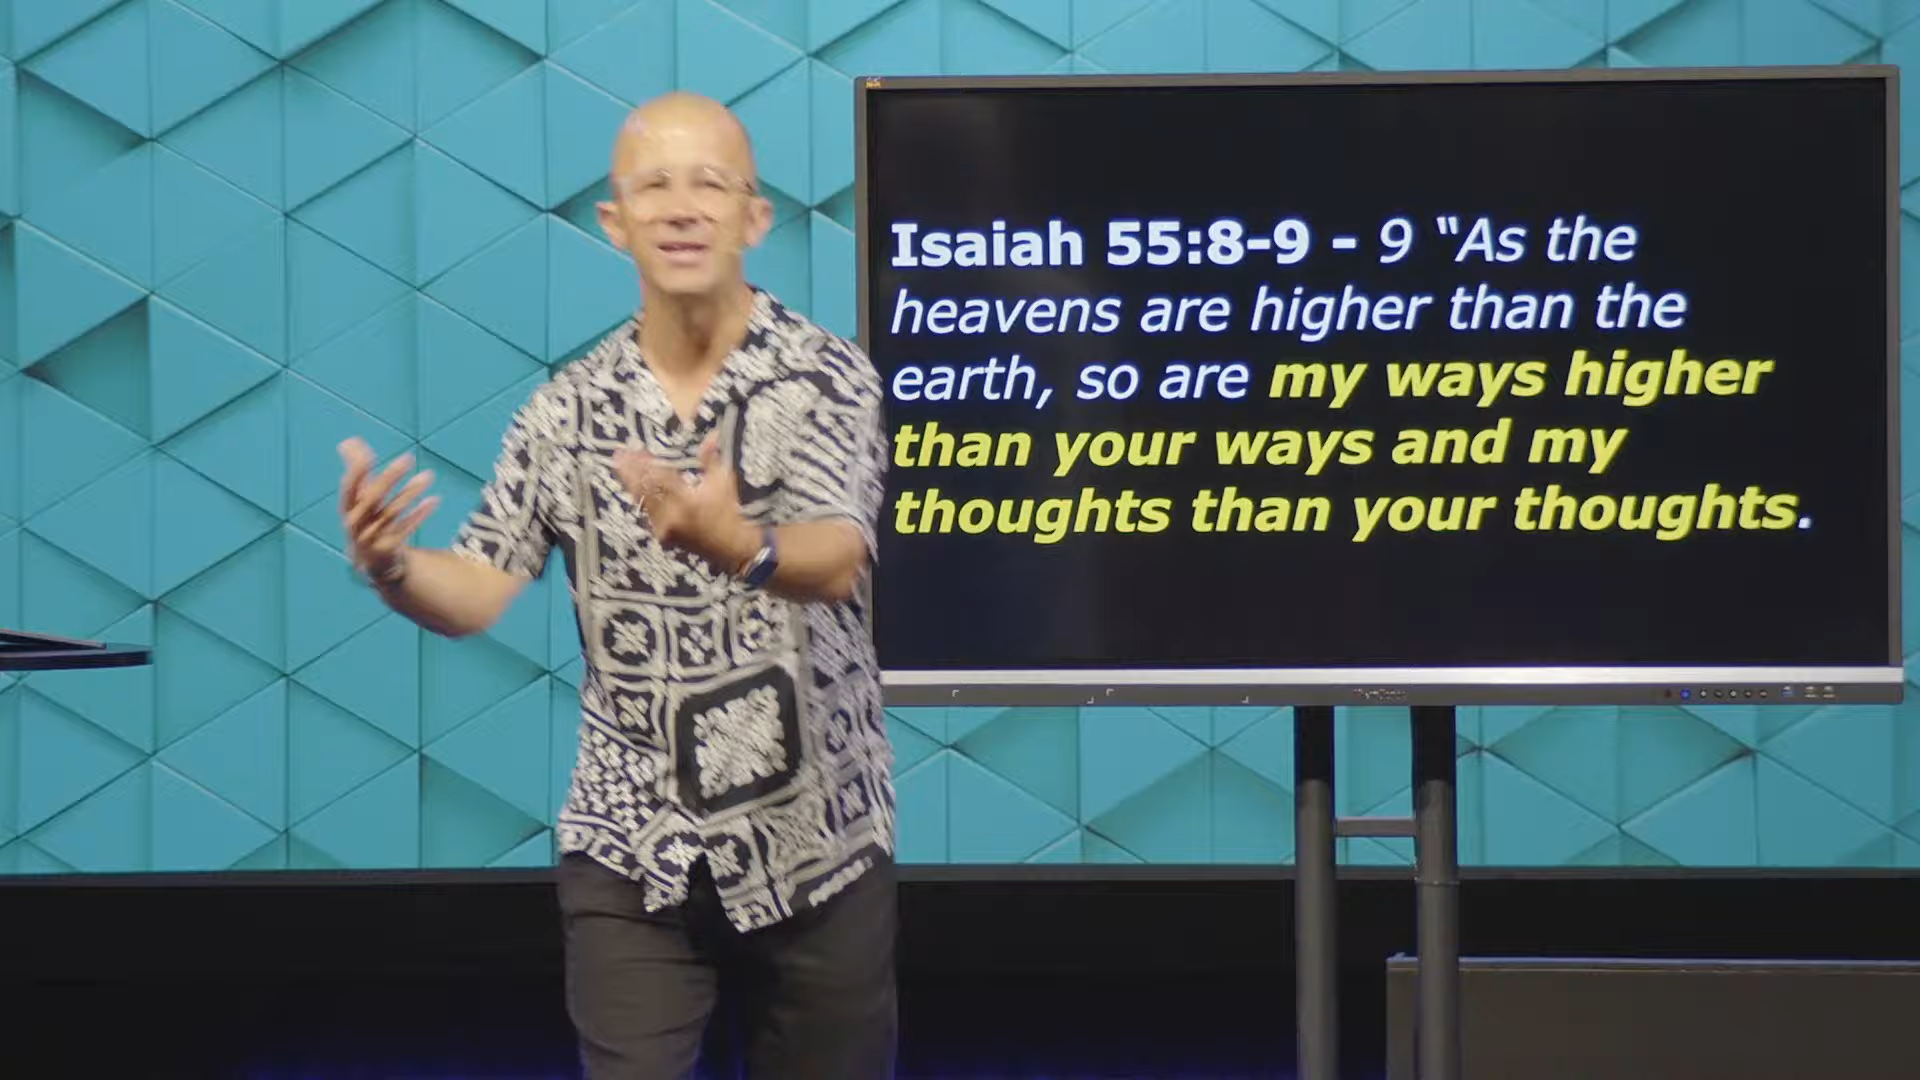 Isaiah 55:8-9 - 9 “As the
heavens are higher than the
earth, so are my ways higher
than your ways and my
thoughts than your thoughts.